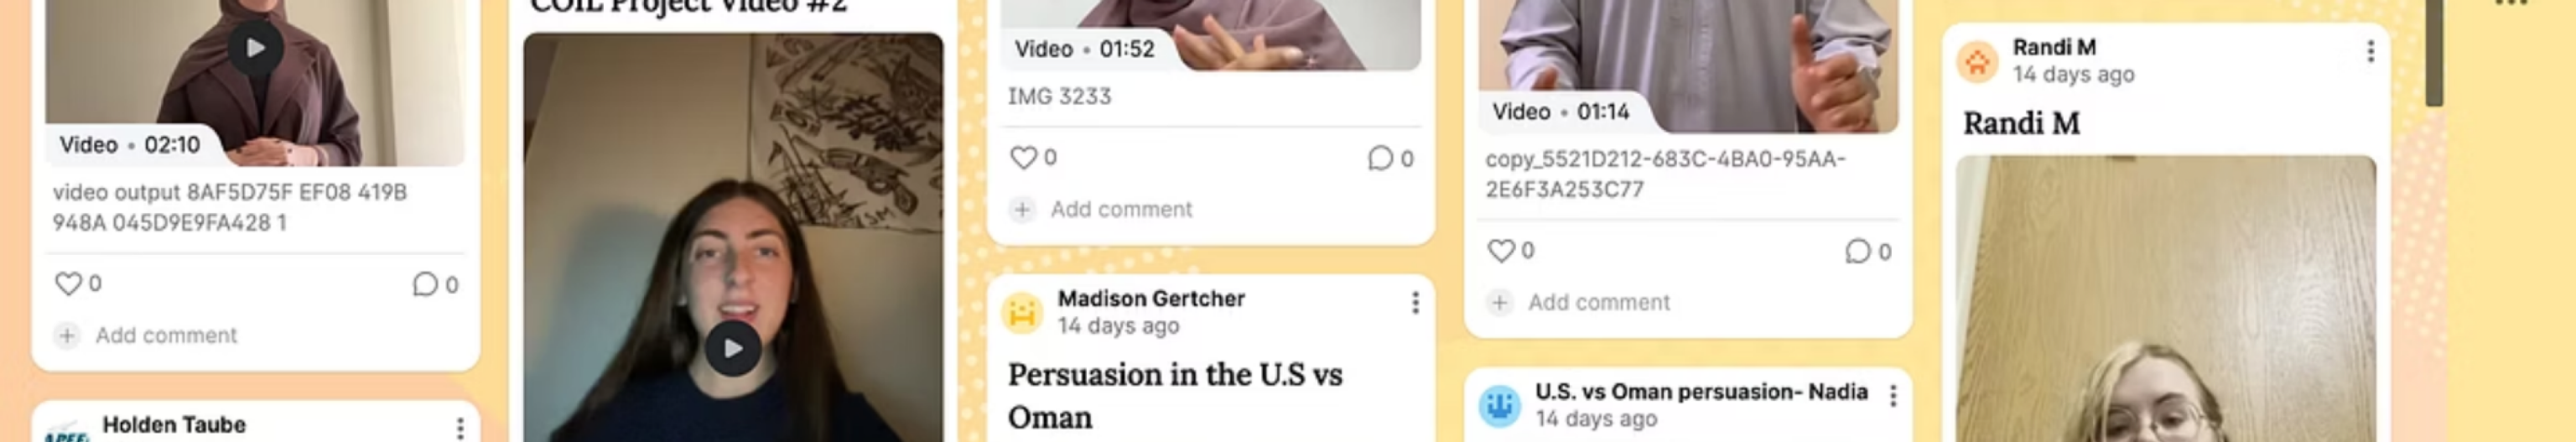 Video • 02:10
video output 8AF5D75F EF08 419B
948A 045D9E9FA428 1
0
0
+ Add comment
Holden Taube
COIL Project Video #2
Video • 01:52
IMG 3233
0
0
+ Add comment
Madison Gertcher
14 days ago
Persuasion in the U.S vs
Oman
Video • 01:14
copy_5521D212-683C-4BA0-95AA-
2E6F3A253C77
0
0
+ Add comment
U.S. vs Oman persuasion- Nadia
14 days ago
Randi M
14 days ago
Randi M